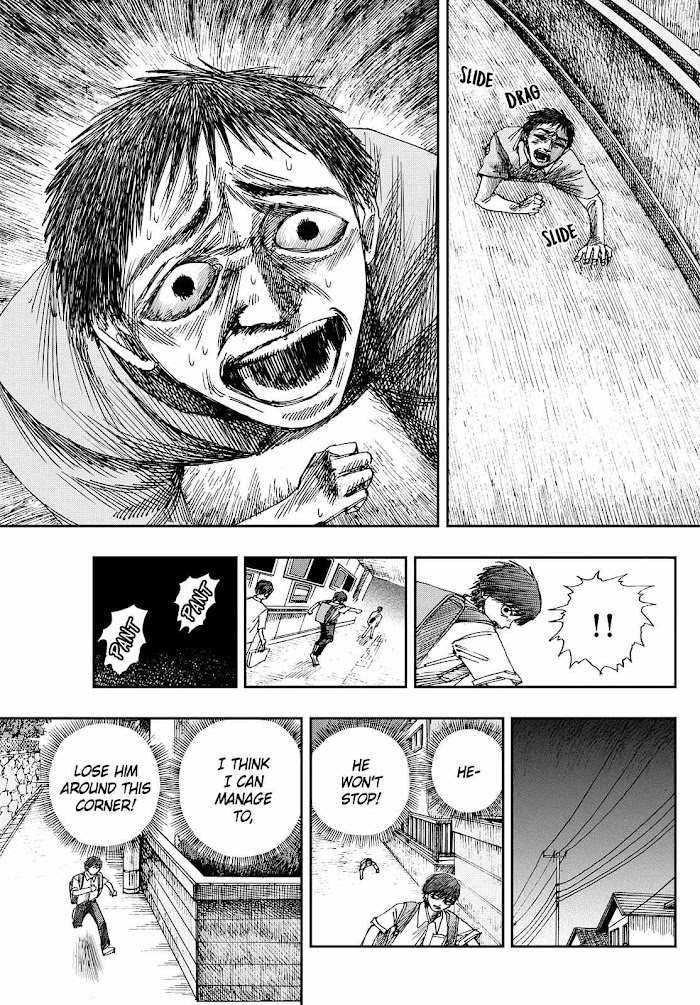 SLIDE
DRAG
SLIDE
!!
PANT
PANT
HE-
HE
WON'T
STOP!
I THINK
I CAN
MANAGE
TO,
LOSE HIM
AROUND THIS
CORNER!